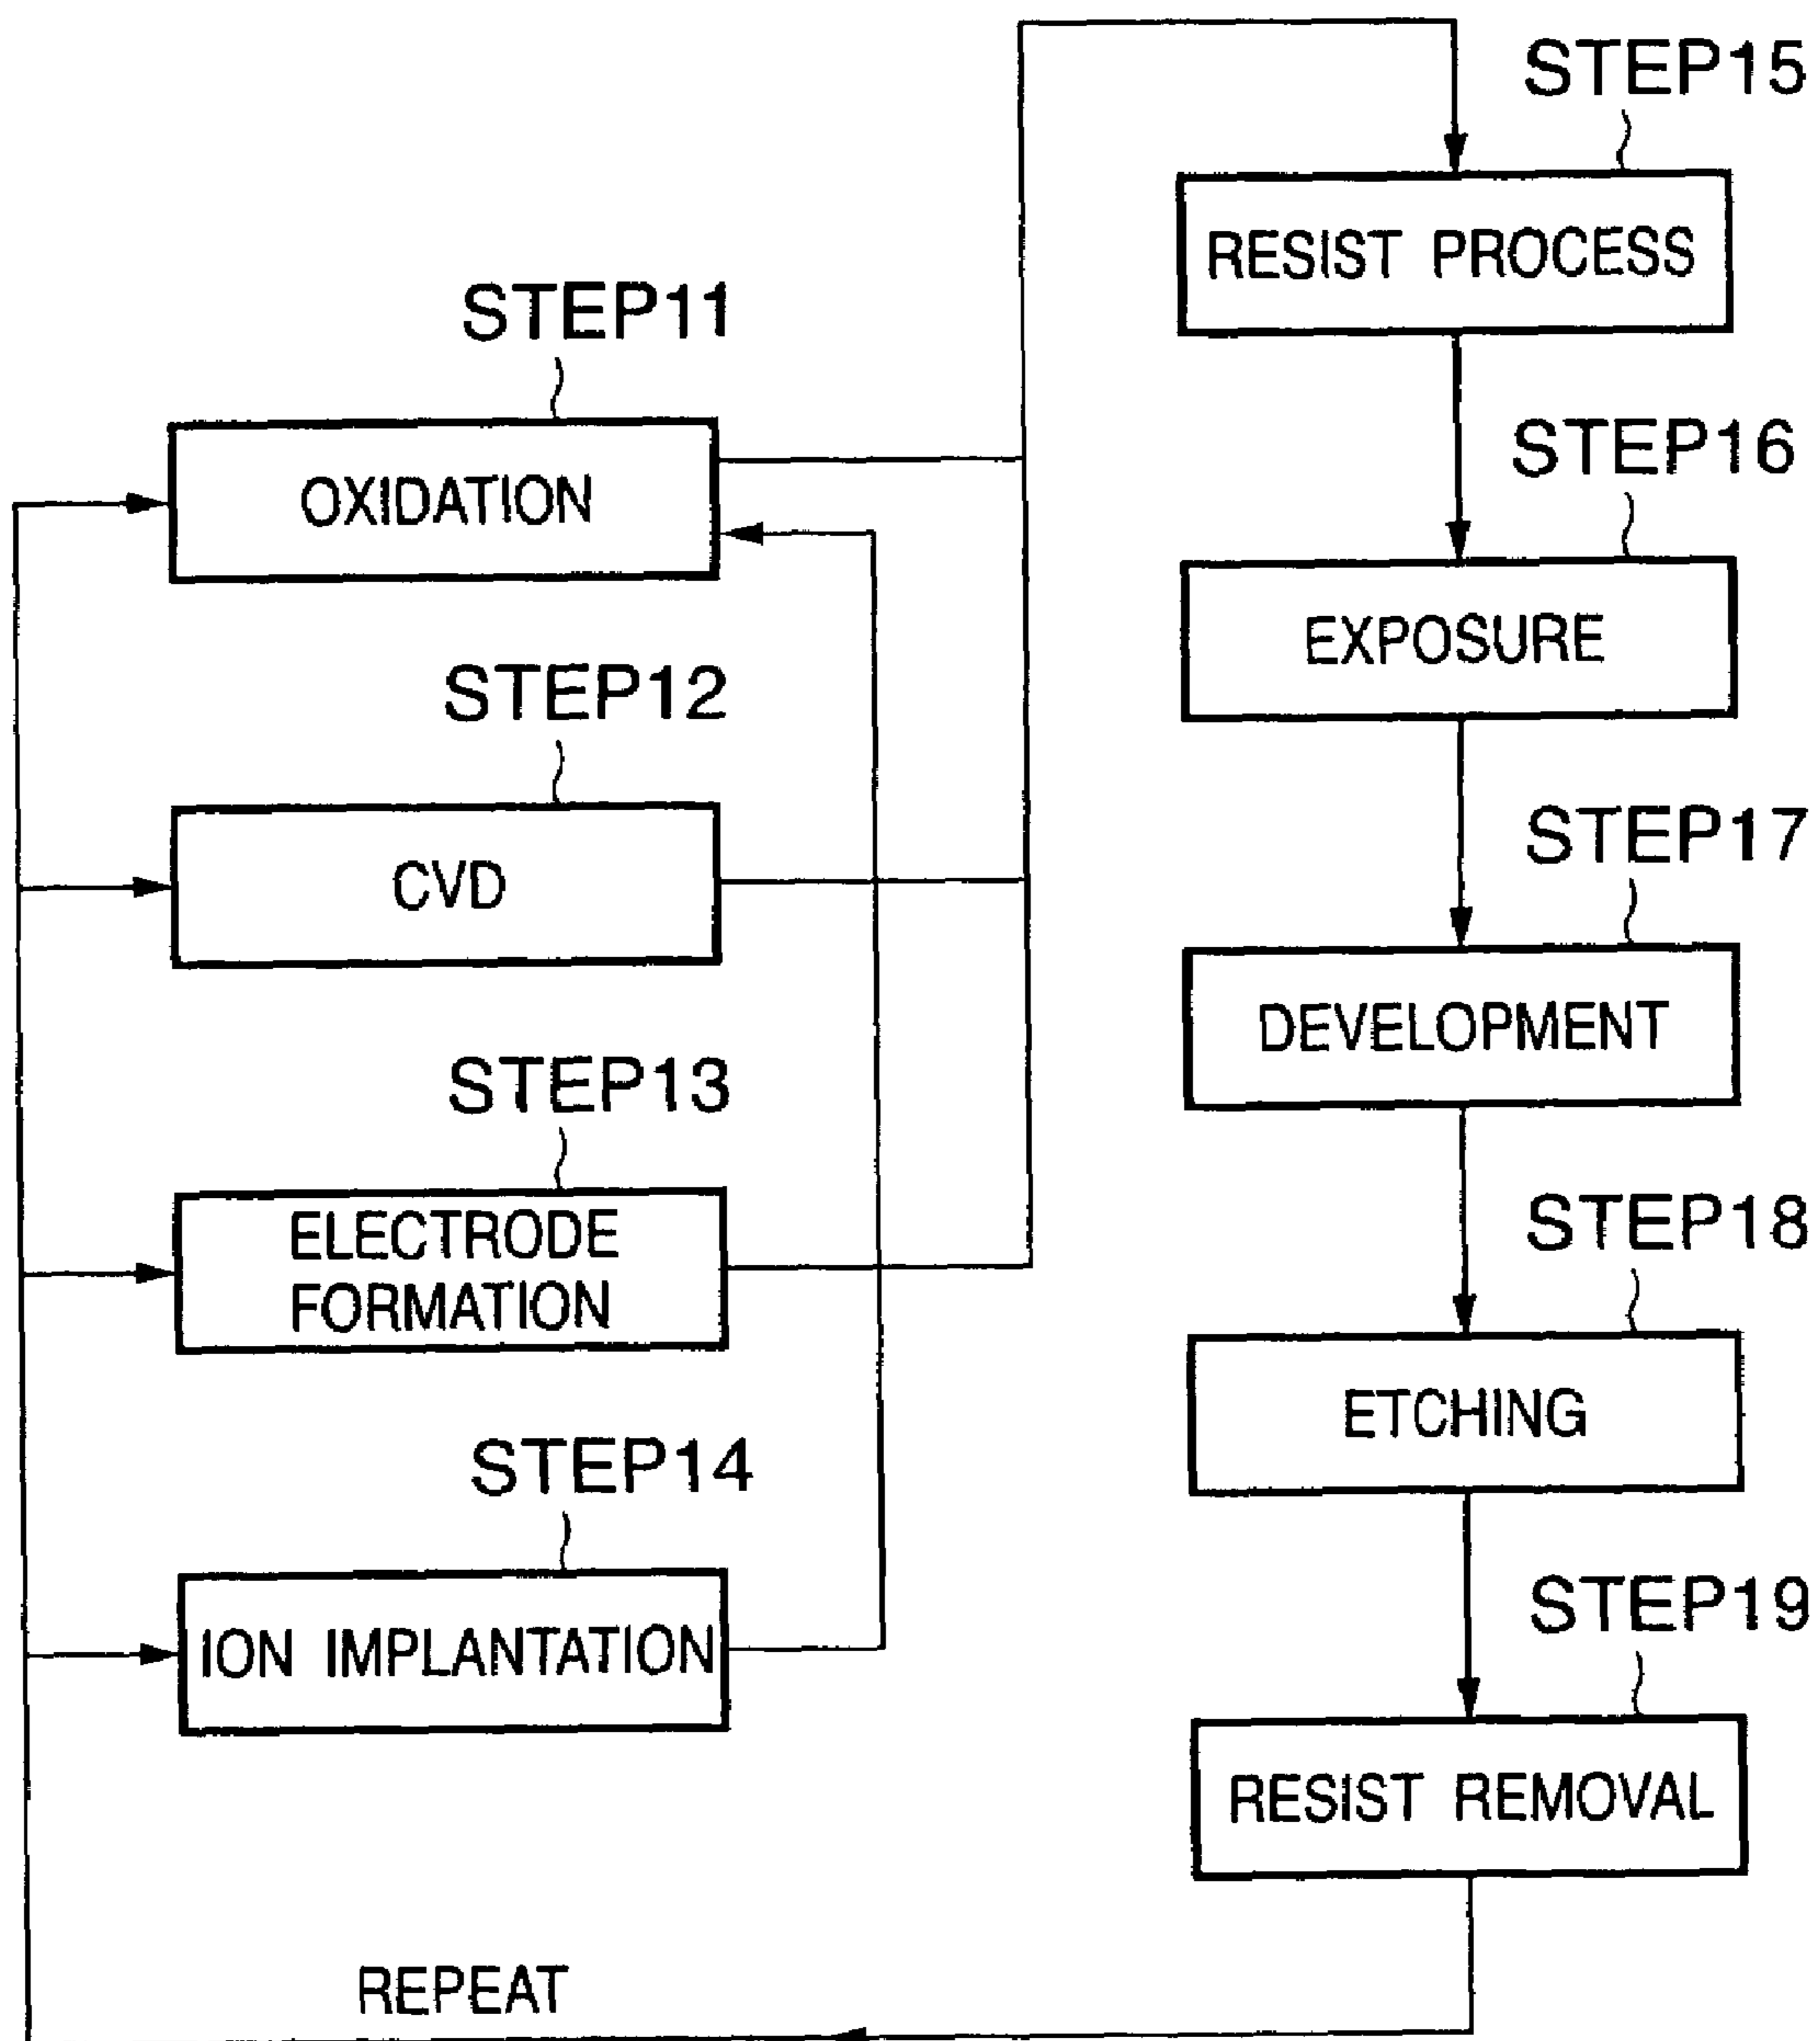 STEP11
OXIDATION
STEP12
CVD
STEP13
ELECTRODE
FORMATION
STEP14
ION IMPLANTATION
STEP15
RESIST PROCESS
STEP16
EXPOSURE
STEP17
DEVELOPMENT
STEP18
ETCHING
STEP19
RESIST REMOVAL
REPEAT